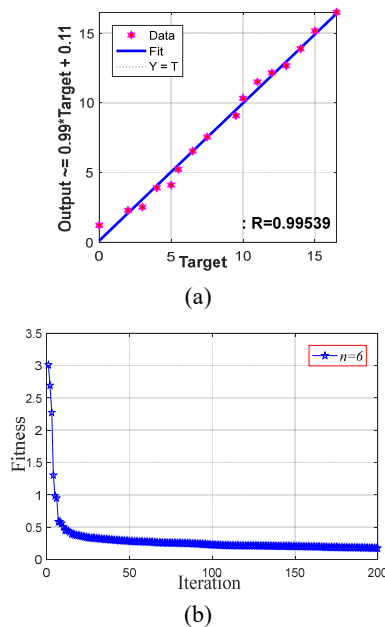 Data
Fit
Y = T
Output ~= 0.99*Target + 0.11
15
10
5
0
: R=0.99539
0
5
10
15
Target
(a)
3.5
3
2.5
2
1.5
1
0.5
0
n=6
Fitness
0
50
100
150
200
Iteration
(b)